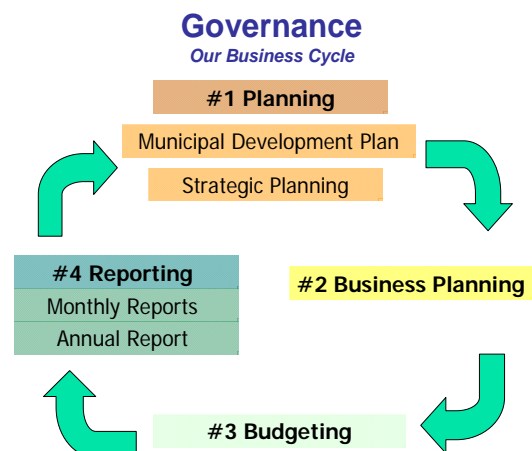 Governance
Our Business Cycle
#1 Planning
Municipal Development Plan
Strategic Planning
#2 Business Planning
#3 Budgeting
#4 Reporting
Monthly Reports
Annual Report